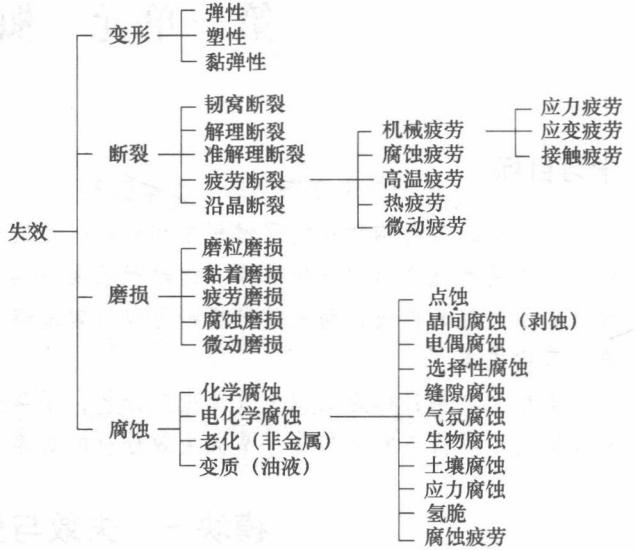 失效
变形
弹性
塑性
黏弹性
断裂
韧窝断裂
解理断裂
准解理断裂
疲劳断裂
沿晶断裂
机械疲劳
腐蚀疲劳
高温疲劳
热疲劳
微动疲劳
应力疲劳
应变疲劳
接触疲劳
磨损
磨粒磨损
黏着磨损
疲劳磨损
腐蚀磨损
微动磨损
腐蚀
化学腐蚀
电化学腐蚀
老化（非金属）
变质（油液）
点蚀
晶间腐蚀（剥蚀）
电偶腐蚀
选择性腐蚀
缝隙腐蚀
气氛腐蚀
生物腐蚀
土壤腐蚀
应力腐蚀
氢脆
腐蚀疲劳